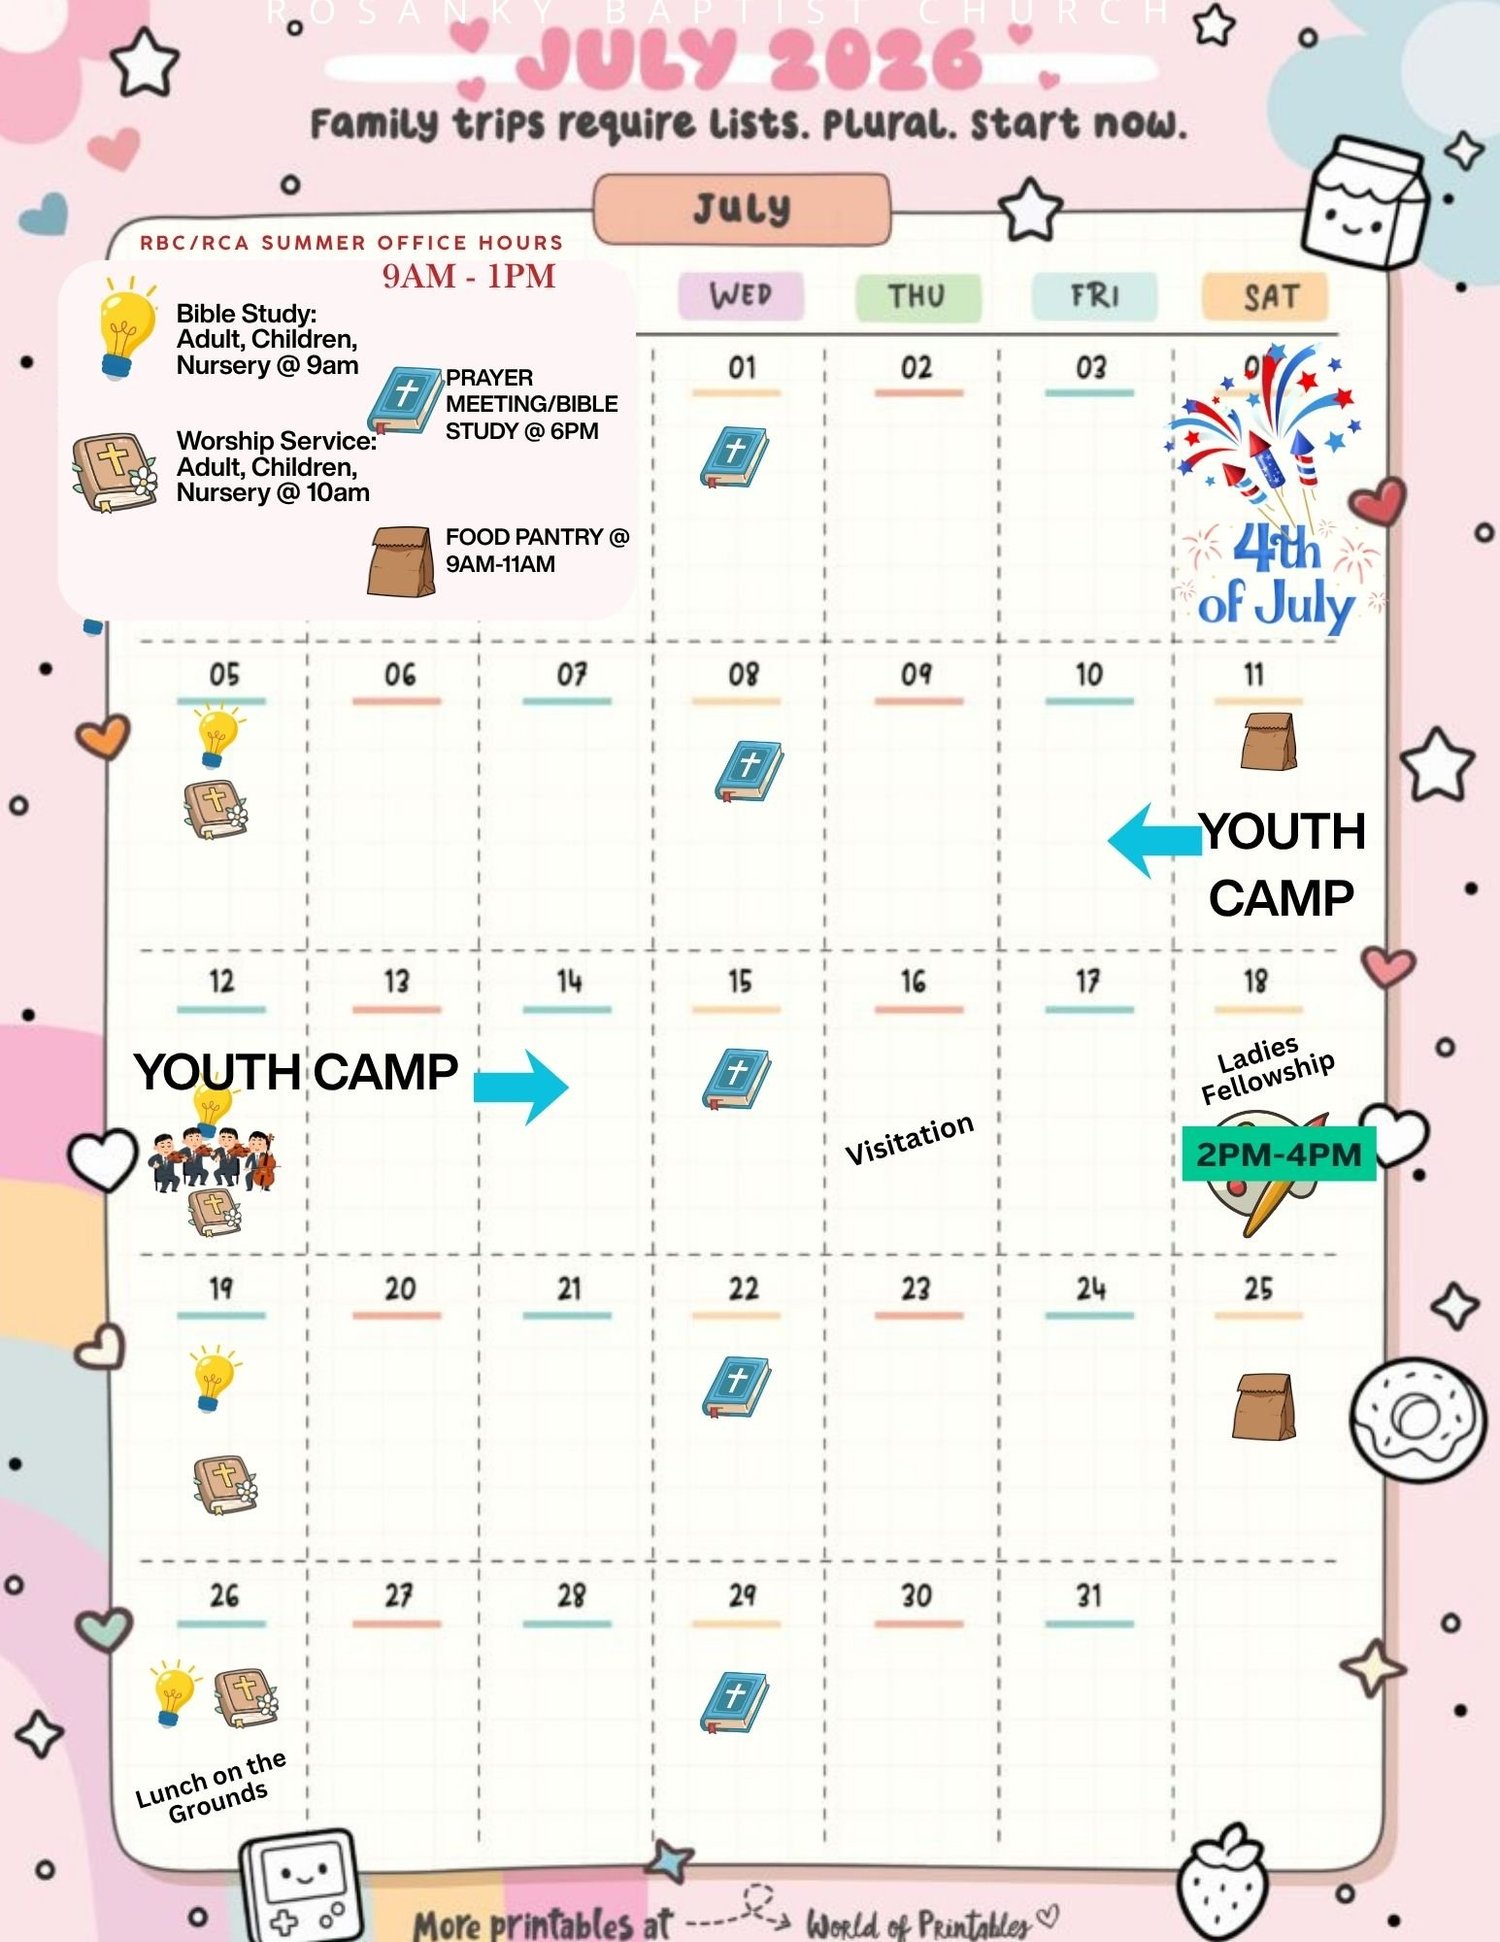 ROSANKY BAPTIST CHURCH
JULY 2026
Family trips require lists. Plural. Start now.
July
RBC/RCA SUMMER OFFICE HOURS
9AM - 1PM
Bible Study:
Adult, Children,
Nursery @ 9am
PRAYER
MEETING/BIBLE
STUDY @ 6PM
Worship Service:
Adult, Children,
Nursery @ 10am
FOOD PANTRY @
9AM-11AM
WED THU FRI SAT
01 02 03
4th
of July
05 06 07 08 09 10 11
YOUTH
CAMP
12 13 14 15 16 17 18
YOUTH CAMP
Visitation
Ladies
Fellowship
2PM-4PM
19 20 21 22 23 24 25
26 27 28 29 30 31
Lunch on the
Grounds
More printables at World of Printables